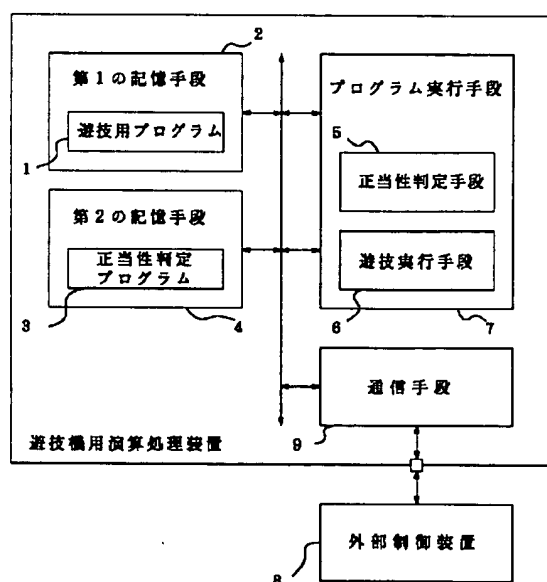 2
第1の記憶手段
遊技用プログラム
1
第2の記憶手段
正当性判定
プログラム
3
4
プログラム実行手段
5
正当性判定手段
遊技実行手段
6
7
通信手段
9
遊技機用演算処理装置
外部制御装置
8